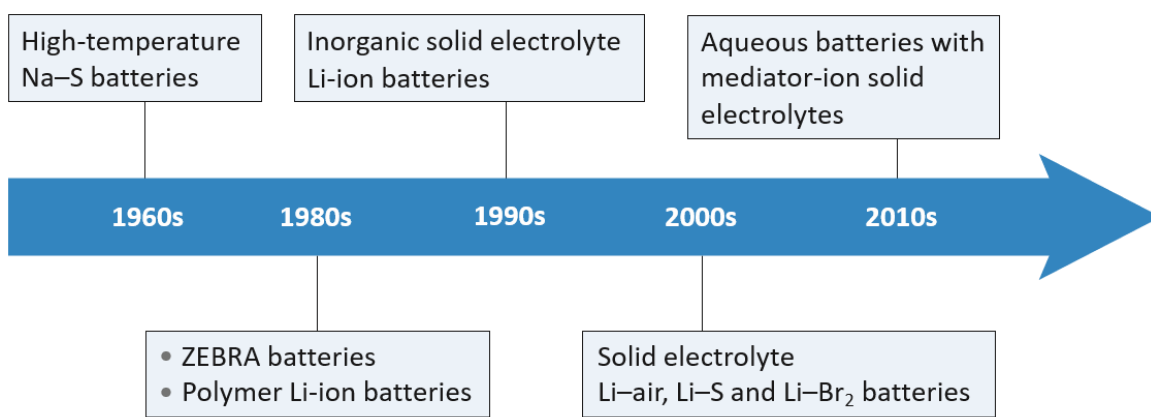 High-temperature
Na–S batteries
Inorganic solid electrolyte
Li-ion batteries
Aqueous batteries with
mediator-ion solid
electrolytes
1960s 1980s 1990s 2000s 2010s
• ZEBRA batteries
• Polymer Li-ion batteries
Solid electrolyte
Li–air, Li–S and Li–Br₂ batteries